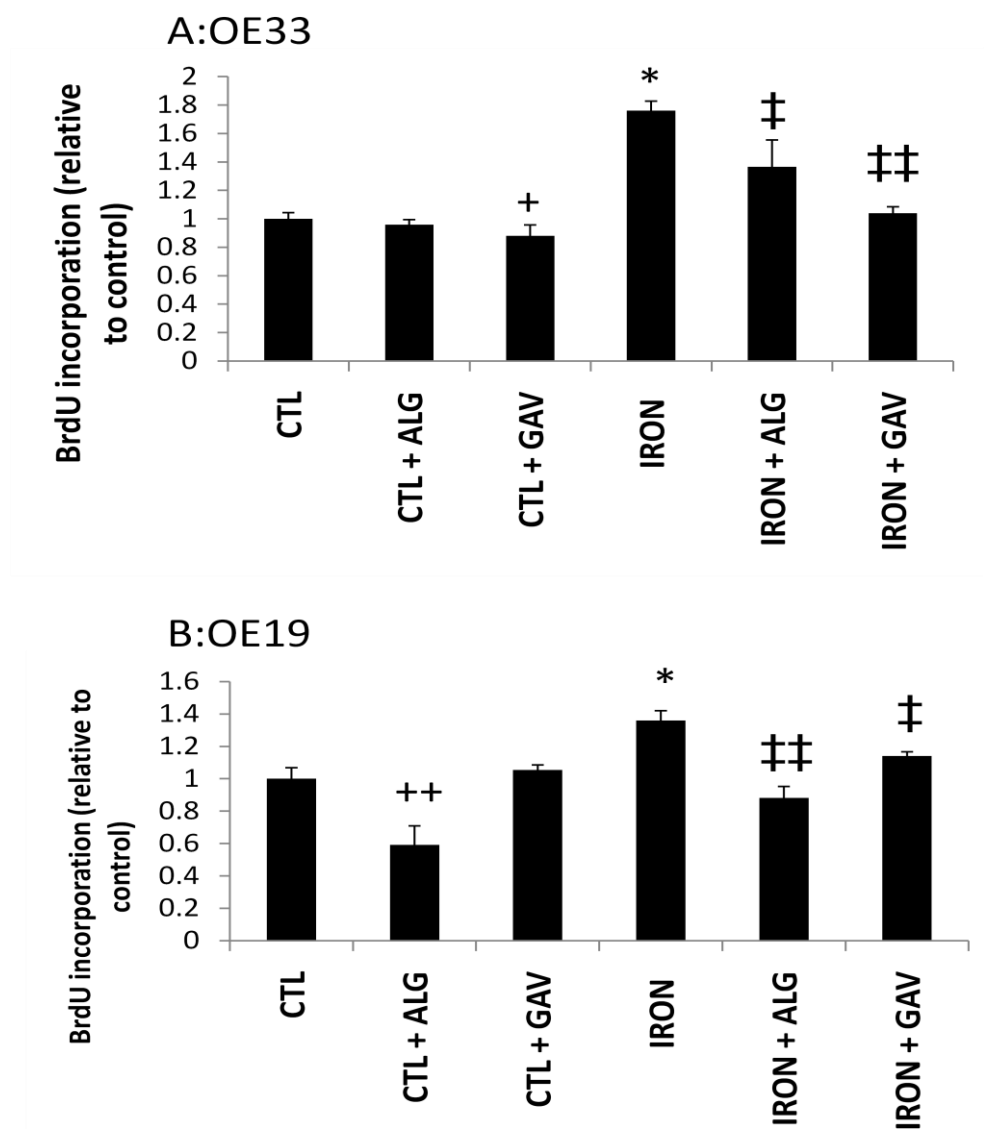 A:OE33
BrdU incorporation (relative
to control)
2
1.8
1.6
1.4
1.2
1
0.8
0.6
0.4
0.2
0
+
*
‡
‡‡
CTL
CTL + ALG
CTL + GAV
IRON
IRON + ALG
IRON + GAV
B:OE19
BrdU incorporation (relative to
control)
1.6
1.4
1.2
1
0.8
0.6
0.4
0.2
0
++
*
‡‡
‡
CTL
CTL + ALG
CTL + GAV
IRON
IRON + ALG
IRON + GAV